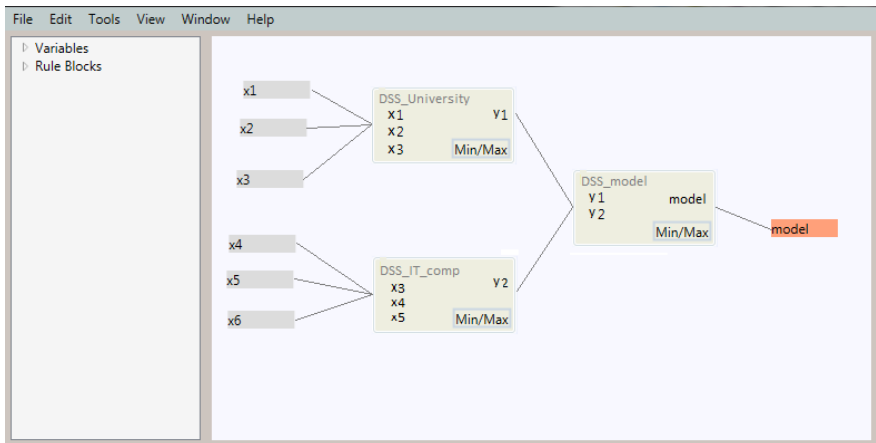 File Edit Tools View Window Help
Variables
Rule Blocks
x1
x2
x3
DSS_University
x1 y1
x2
x3 Min/Max
x4
x5
x6
DSS_IT_comp
x3 y2
x4
x5 Min/Max
DSS_model
y1 model
y2
Min/Max
model